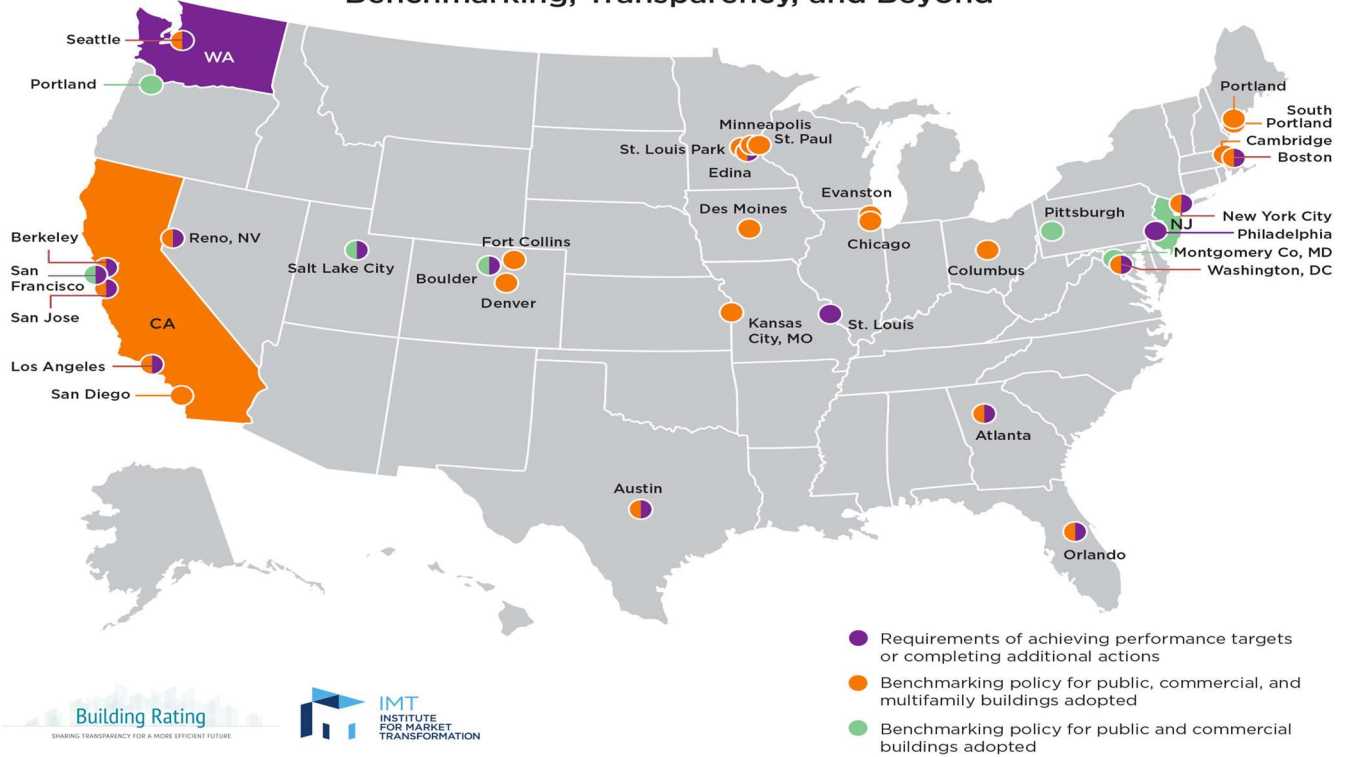 Benchmarking, Transparency, and Beyond
Seattle
WA
Portland
Berkeley
San
Francisco
San Jose
CA
Los Angeles
San Diego
Reno, NV
Salt Lake City
Boulder
Fort Collins
Denver
Minneapolis
St. Louis Park
St. Paul
Edina
Des Moines
Evanston
Chicago
Kansas
City, MO
St. Louis
Columbus
Pittsburgh
Portland
South
Portland
Cambridge
Boston
New York City
NJ
Philadelphia
Montgomery Co, MD
Washington, DC
Austin
Atlanta
Orlando
Requirements of achieving performance targets
or completing additional actions
Benchmarking policy for public, commercial, and
multifamily buildings adopted
Benchmarking policy for public and commercial
buildings adopted
Building Rating
SHARING TRANSPARENCY FOR A MORE EFFICIENT FUTURE
IMT
INSTITUTE
FOR MARKET
TRANSFORMATION